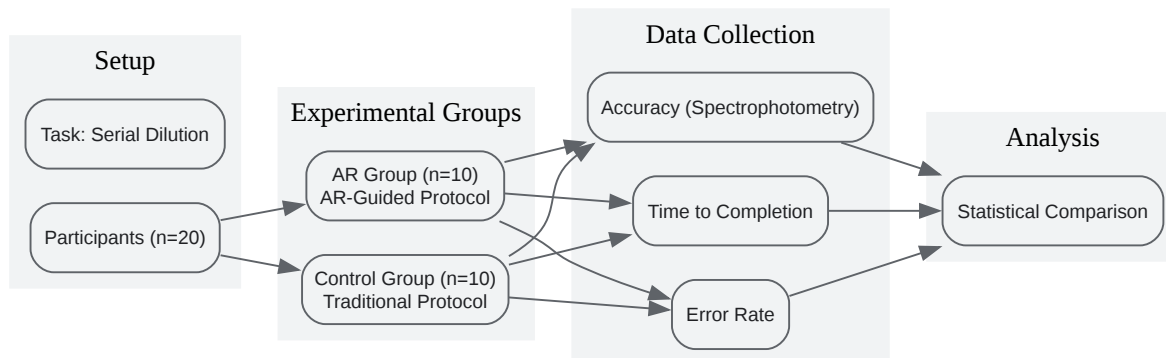 Setup
Task: Serial Dilution
Participants (n=20)
Experimental Groups
AR Group (n=10)
AR-Guided Protocol
Control Group (n=10)
Traditional Protocol
Data Collection
Accuracy (Spectrophotometry)
Time to Completion
Error Rate
Analysis
Statistical Comparison